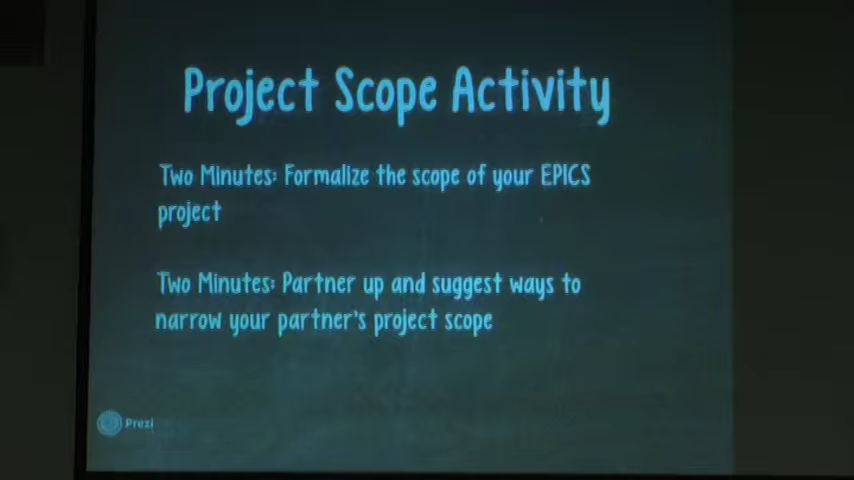 Project Scope Activity
Two Minutes: Formalize the scope of your EPICS
project
Two Minutes: Partner up and suggest ways to
narrow your partner's project scope
Prezi